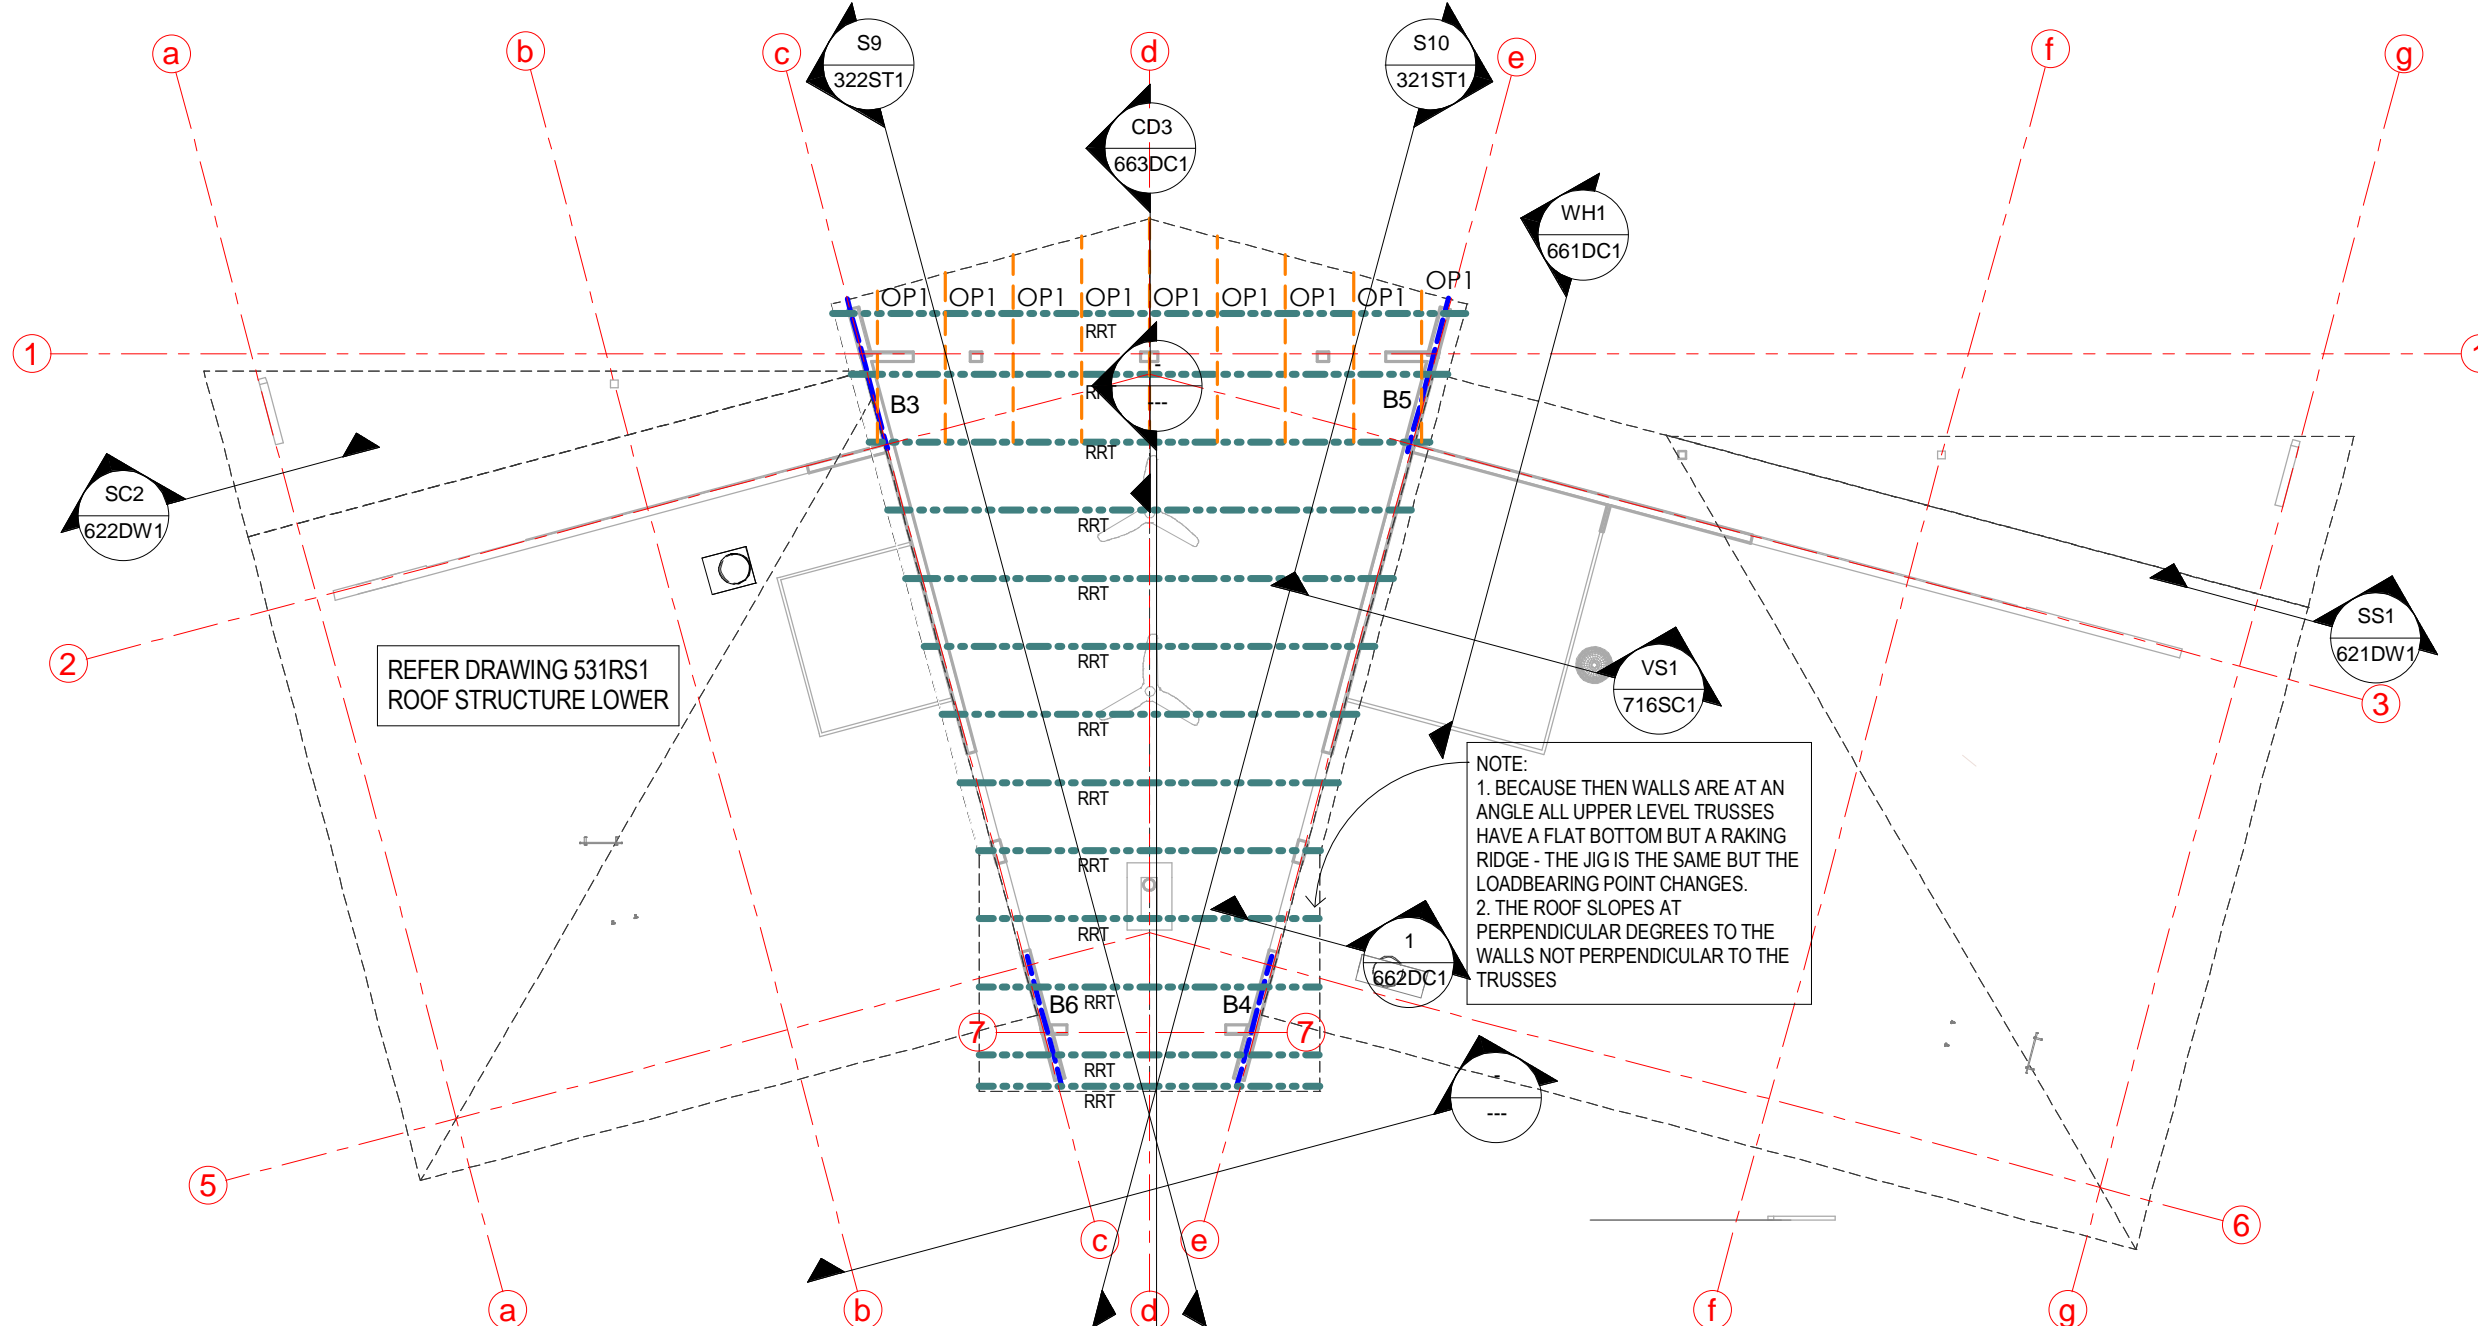 a
b
c
S9
322ST1
d
S10
321ST1
e
f
g
CD3
663DC1
WH1
661DC1
OP1
OP1
OP1
OP1
OP1
OP1
OP1
OP1
OP1
RRT
1
-
---
B3
B5
RRT
SC2
622DW1
RRT
RRT
SS1
621DW1
2
REFER DRAWING 531RS1
ROOF STRUCTURE LOWER
RRT
VS1
716SC1
3
RRT
RRT
NOTE:
1. BECAUSE THEN WALLS ARE AT AN
ANGLE ALL UPPER LEVEL TRUSSES
HAVE A FLAT BOTTOM BUT A RAKING
RIDGE - THE JIG IS THE SAME BUT THE
LOADBEARING POINT CHANGES.
2. THE ROOF SLOPES AT
PERPENDICULAR DEGREES TO THE
WALLS NOT PERPENDICULAR TO THE
TRUSSES
RRT
RRT
1
662DC1
B6
RRT
B4
7
7
RRT
RRT
-
---
5
6
c
e
a
b
d
f
g